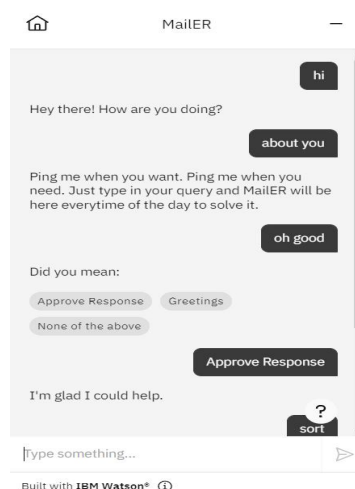 MailER
hi
Hey there! How are you doing?
about you
Ping me when you want. Ping me when you
need. Just type in your query and MailER will be
here everytime of the day to solve it.
oh good
Did you mean:
Approve Response Greetings
None of the above
Approve Response
I'm glad I could help.
?
sort
Type something...
Built with IBM Watson®